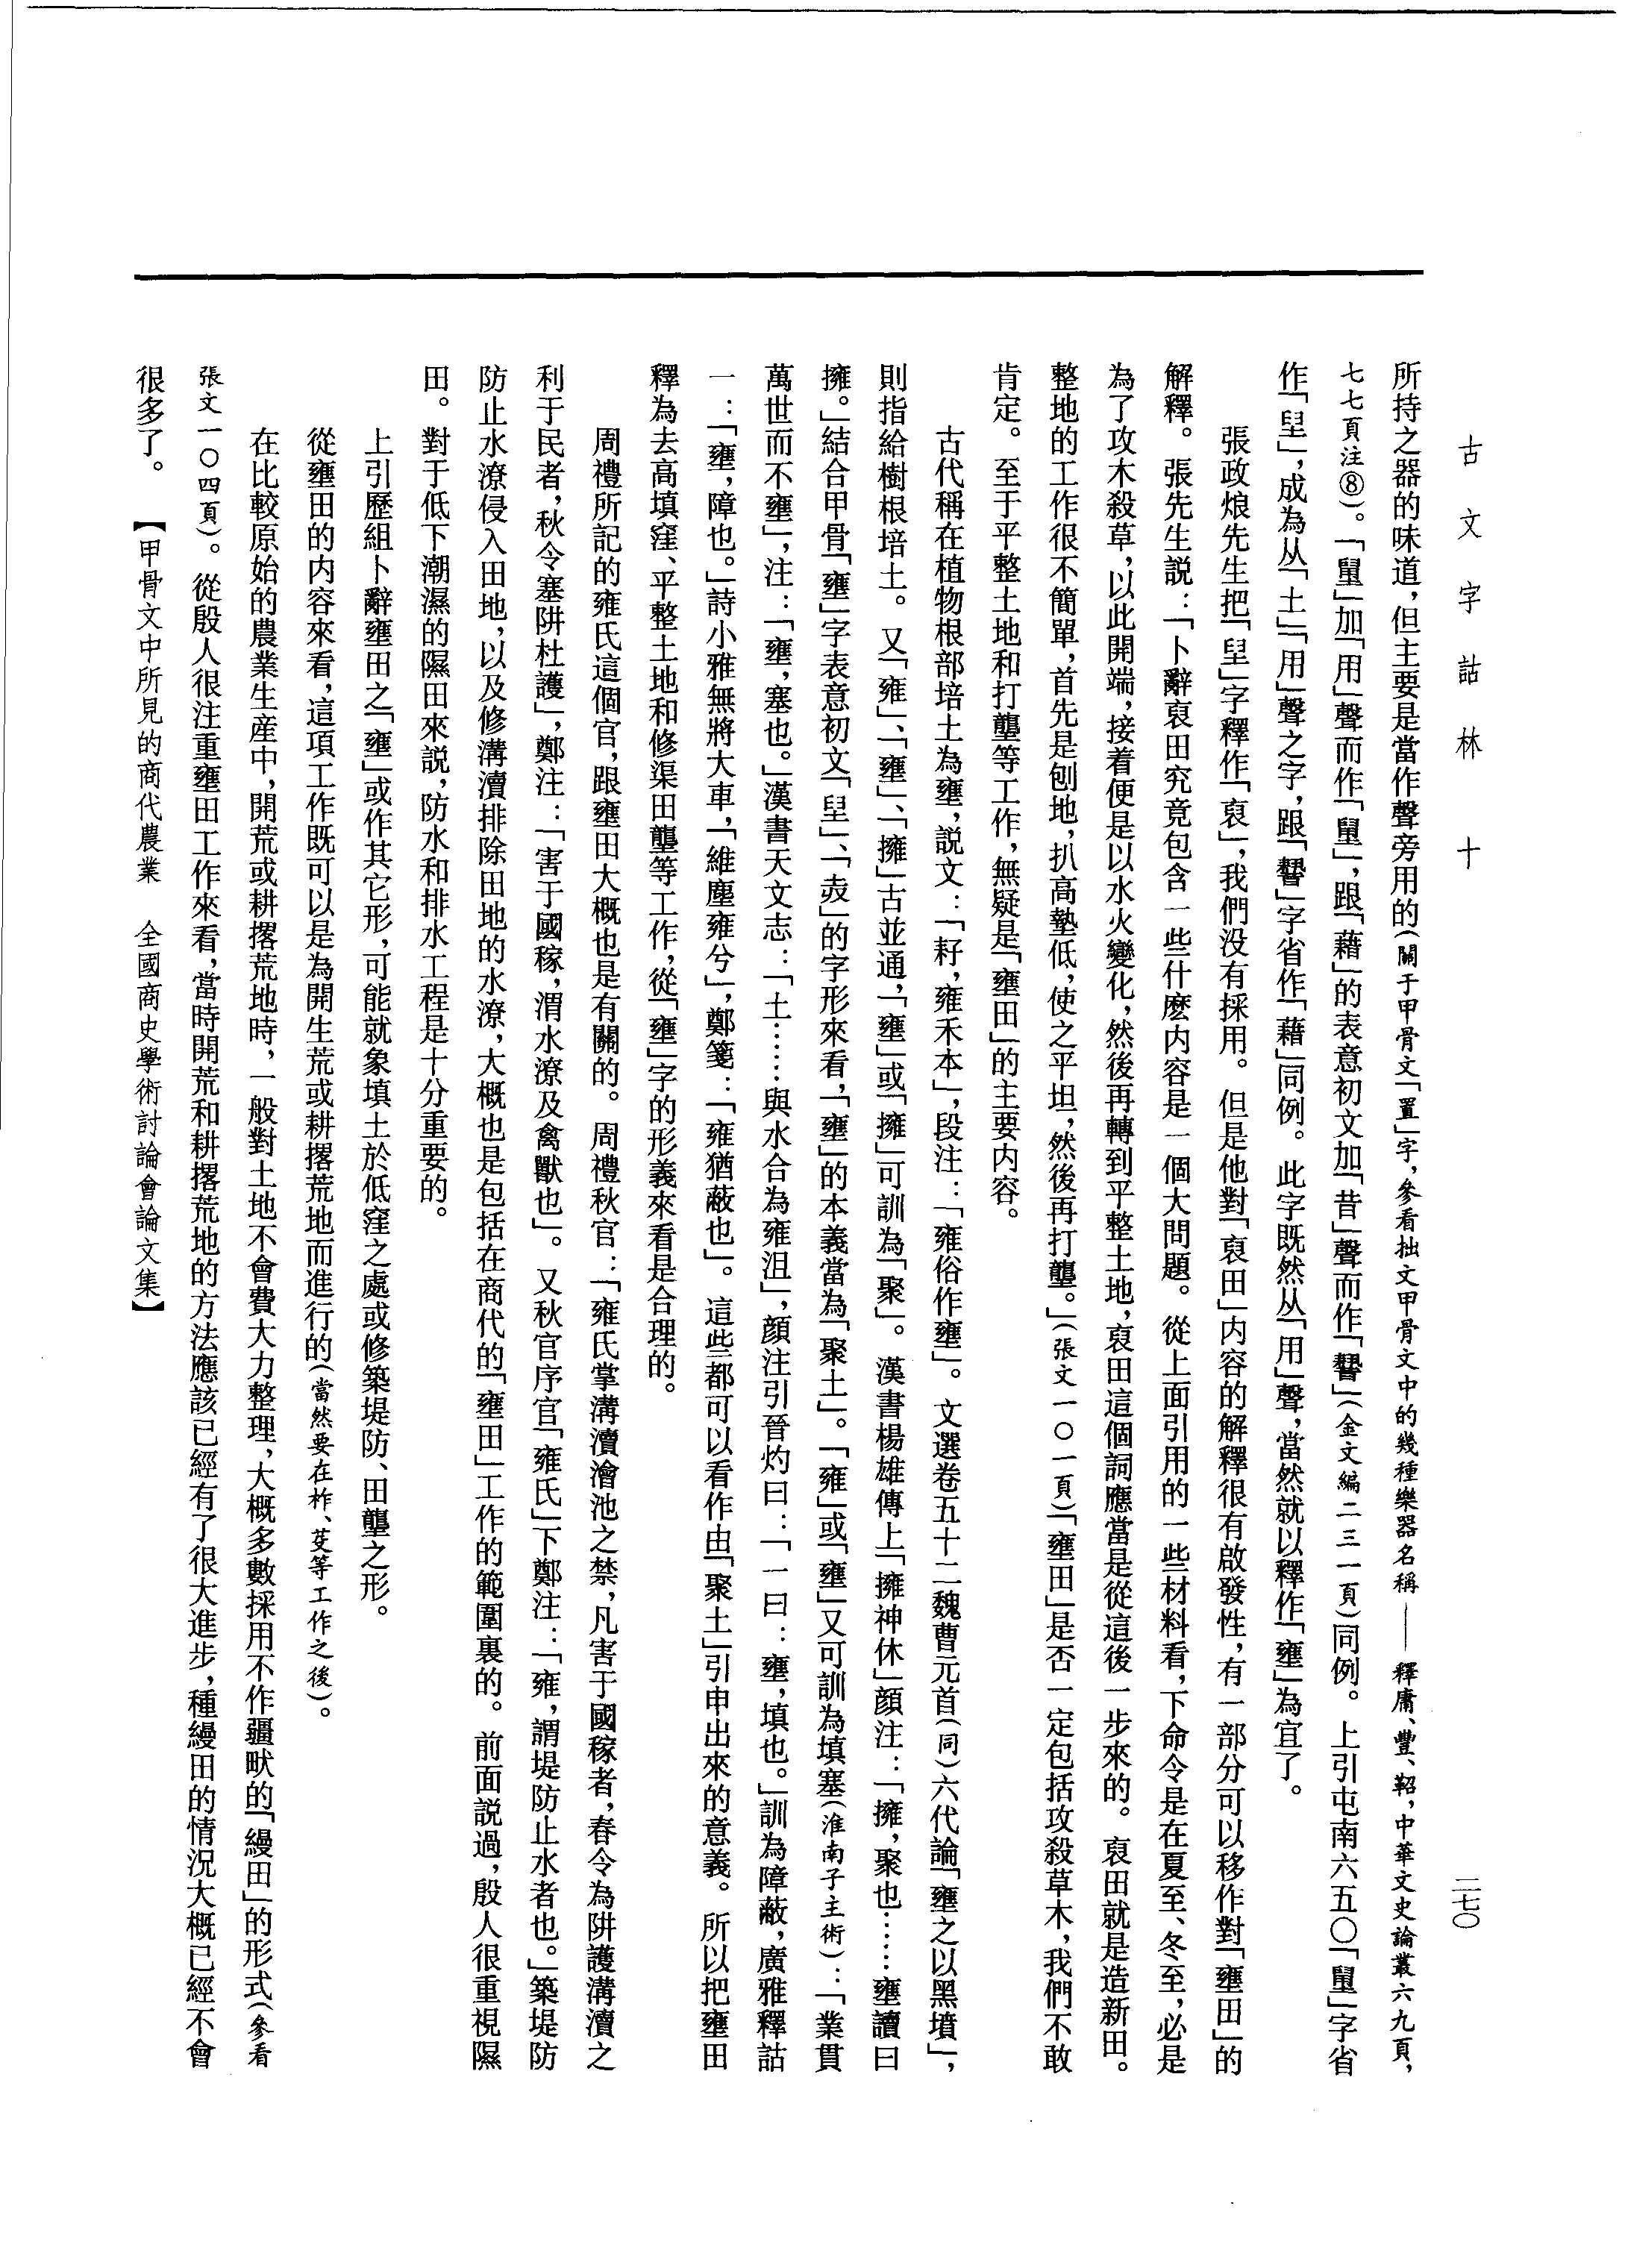 古文字詁林 十
二七〇
所持之器的味道，但主要是當作聲旁用的（關于甲骨文「置」字，參看拙文甲骨文中的幾種樂器名稱——釋庸、豐、鞀，中華文史論叢六九頁，
七七頁注⑧）。「𦥑」加「用」聲而作「」，跟「藉」的表意初文加「昔」聲而作「」（金文編二三一頁）同例。上引屯南六五〇「」字省
作「𦥑」，成為从「土」「用」聲之字，跟「」字省作「藉」同例。此字既然从「用」聲，當然就以釋作「壅」為宜了。
張政烺先生把「𦥑」字釋作「裒」，我們没有採用。但是他對「裒田」内容的解釋很有啟發性，有一部分可以移作對「壅田」的
解釋。張先生説：「卜辭裒田究竟包含一些什麽内容是一個大問題。從上面引用的一些材料看，下命令是在夏至、冬至，必是
為了攻木殺草，以此開端，接着便是以水火變化，然後再轉到平整土地，裒田這個詞應當是從這後一步來的。裒田就是造新田。
整地的工作很不簡單，首先是刨地，扒高墊低，使之平坦，然後再打壟。」（張文一〇一頁）「壅田」是否一定包括攻殺草木，我們不敢
肯定。至于平整土地和打壟等工作，無疑是「壅田」的主要内容。
古代稱在植物根部培土為壅，説文：「耔，雍禾本」，段注：「雍俗作壅」。文選卷五十二魏曹元首（冏）六代論「壅之以黑墳」，
則指給樹根培土。又「雍」、「壅」、「擁」古並通，「壅」或「擁」可訓為「聚」。漢書楊雄傳上「擁神休」顔注：「擁，聚也……壅讀曰
擁。」結合甲骨「壅」字表意初文「」、「」的字形來看，「壅」的本義當為「聚土」。「雍」或「壅」又可訓為填塞（淮南子主術）：「業貫
萬世而不壅」，注：「壅，塞也。」漢書天文志：「土……與水合為雍沮」，顔注引晉灼曰：「一曰：壅，填也。」訓為障蔽，廣雅釋詁
一：「壅，障也。」詩小雅無將大車，「維塵雍兮」，鄭箋：「雍猶蔽也」。這些都可以看作由「聚土」引申出來的意義。所以把壅田
釋為去高填窪、平整土地和修渠田壟等工作，從「壅」字的形義來看是合理的。
周禮所記的雍氏這個官，跟壅田大概也是有關的。周禮秋官：「雍氏掌溝瀆澮池之禁，凡害于國稼者，春令為阱擭溝瀆之
利于民者，秋令塞阱杜擭」，鄭注：「害于國稼，渭水潦及禽獸也」。又秋官序官「雍氏」下鄭注：「雍，謂堤防止水者也。」築堤防
防止水潦侵入田地，以及修溝瀆排除田地的水潦，大概也是包括在商代的「壅田」工作的範圍裏的。前面説過，殷人很重視隰
田。對于低下潮濕的隰田來説，防水和排水工程是十分重要的。
上引歷組卜辭壅田之「壅」或作其它形，可能就象填土於低窪之處或修築堤防、田壟之形。
從壅田的内容來看，這項工作既可以是為開生荒或耕撂荒地而進行的（當然要在柞、芟等工作之後）。
在比較原始的農業生産中，開荒或耕撂荒地時，一般對土地不會費大力整理，大概多數採用不作疆畎的「縵田」的形式（參看
張文一〇四頁）。從殷人很注重壅田工作來看，當時開荒和耕撂荒地的方法應該已經有了很大進步，種縵田的情況大概已經不會
很多了。 【甲骨文中所見的商代農業 全國商史學術討論會論文集】